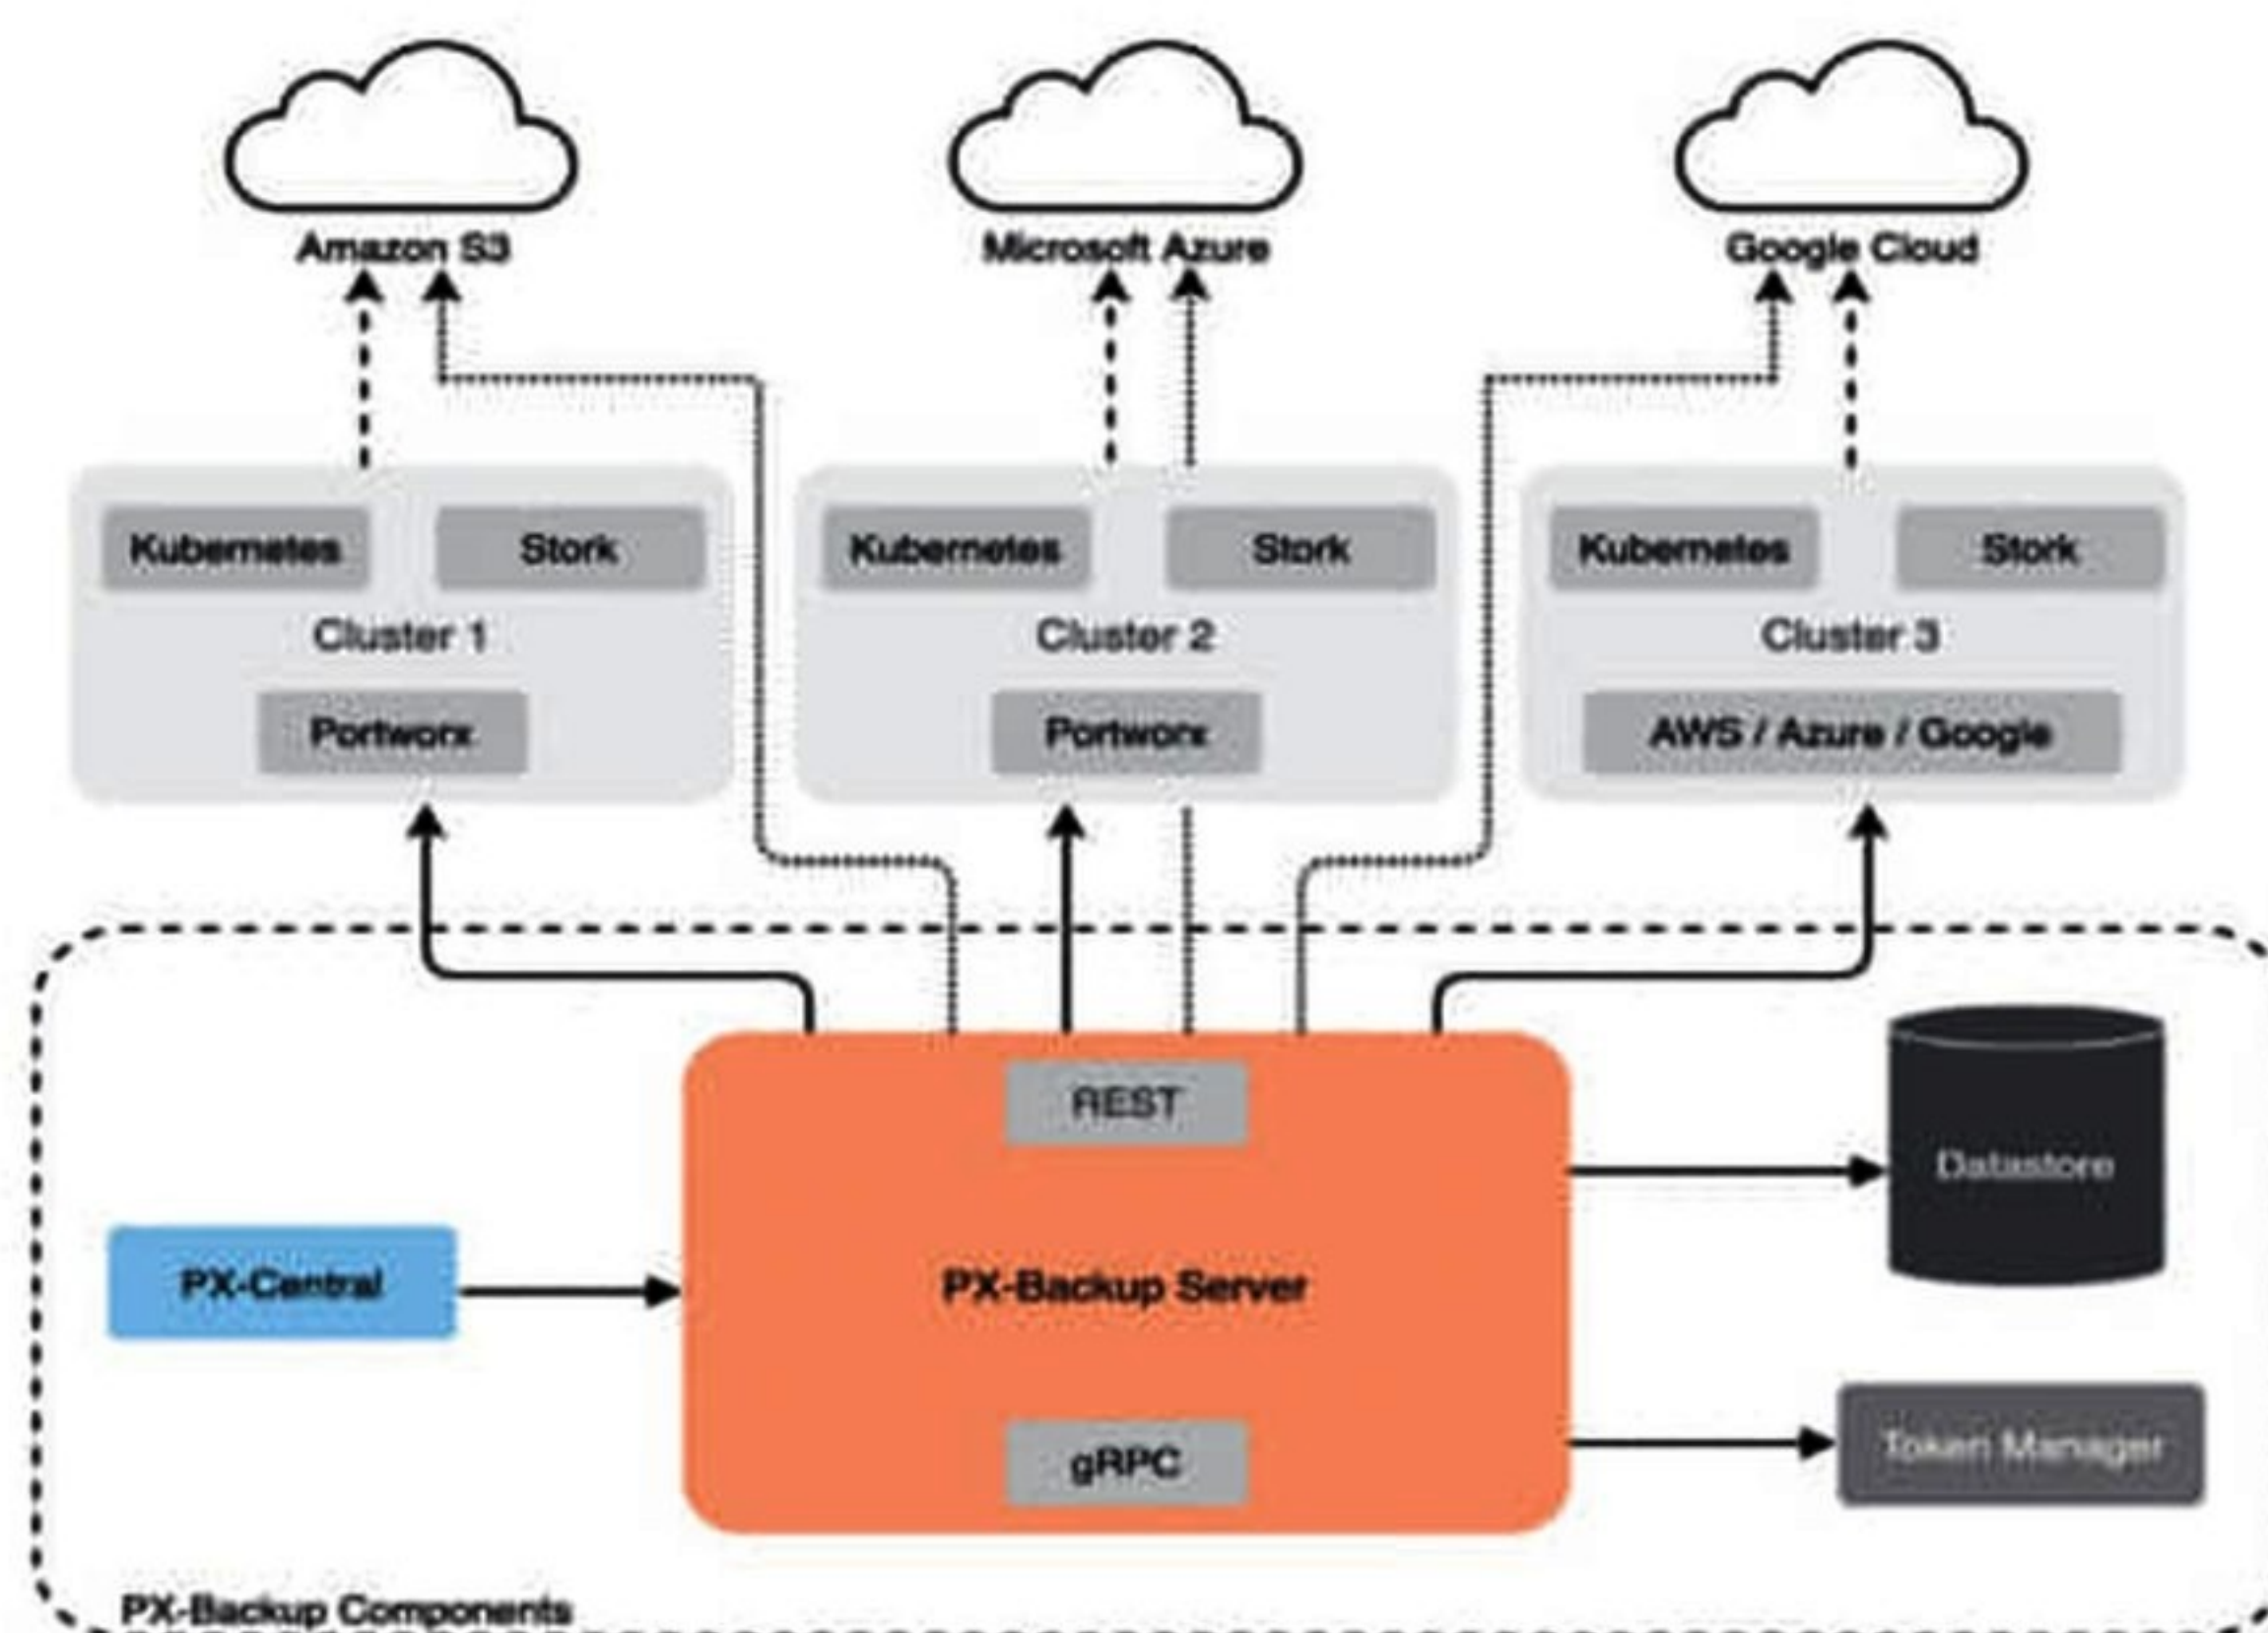 Amazon S3
Microsoft Azure
Google Cloud
Kubernetes
Stork
Cluster 1
Portworx
Kubernetes
Stork
Cluster 2
Portworx
Kubernetes
Stork
Cluster 3
AWS / Azure / Google
REST
PX-Backup Server
gRPC
PX-Central
Datastore
Token Manager
PX-Backup Components